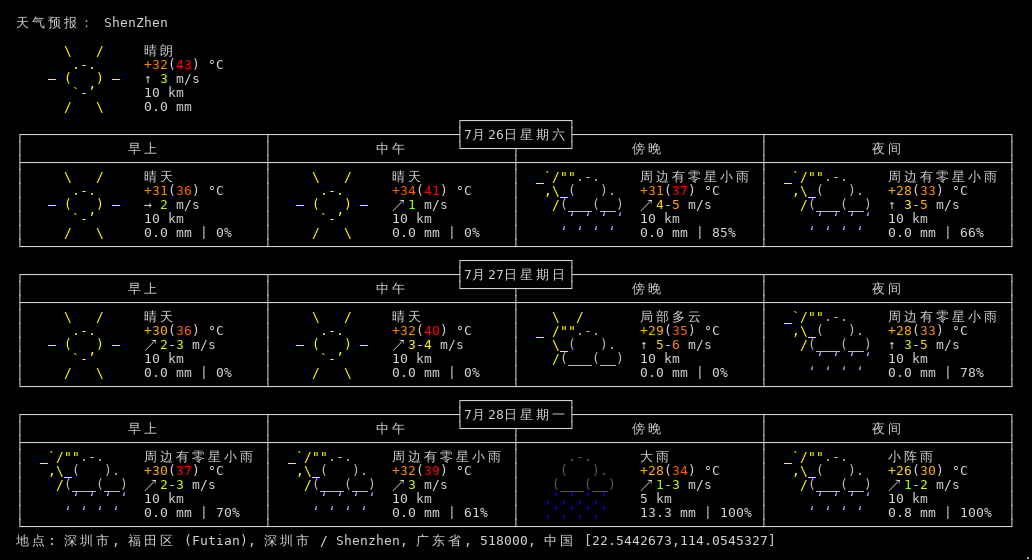 天气预报: ShenZhen
晴朗
+32(43) °C
↑ 3 m/s
10 km
0.0 mm
7月26日星期六
早上 中午 傍晚 夜间
晴天 晴天 周边有零星小雨 周边有零星小雨
+31(36) °C +34(41) °C +31(37) °C +28(33) °C
→ 2 m/s ↗ 1 m/s ↗ 4-5 m/s ↑ 3-5 m/s
10 km 10 km 10 km 10 km
0.0 mm | 0% 0.0 mm | 0% 0.0 mm | 85% 0.0 mm | 66%
7月27日星期日
早上 中午 傍晚 夜间
晴天 晴天 局部多云 周边有零星小雨
+30(36) °C +32(40) °C +29(35) °C +28(33) °C
↗ 2-3 m/s ↗ 3-4 m/s ↑ 5-6 m/s ↑ 3-5 m/s
10 km 10 km 10 km 10 km
0.0 mm | 0% 0.0 mm | 0% 0.0 mm | 0% 0.0 mm | 78%
7月28日星期一
早上 中午 傍晚 夜间
周边有零星小雨 周边有零星小雨 大雨 小阵雨
+30(37) °C +32(39) °C +28(34) °C +26(30) °C
↗ 2-3 m/s ↗ 3 m/s ↗ 1-3 m/s ↗ 1-2 m/s
10 km 10 km 5 km 10 km
0.0 mm | 70% 0.0 mm | 61% 13.3 mm | 100% 0.8 mm | 100%
地点: 深圳市, 福田区 (Futian), 深圳市 / Shenzhen, 广东省, 518000, 中国 [22.5442673,114.0545327]